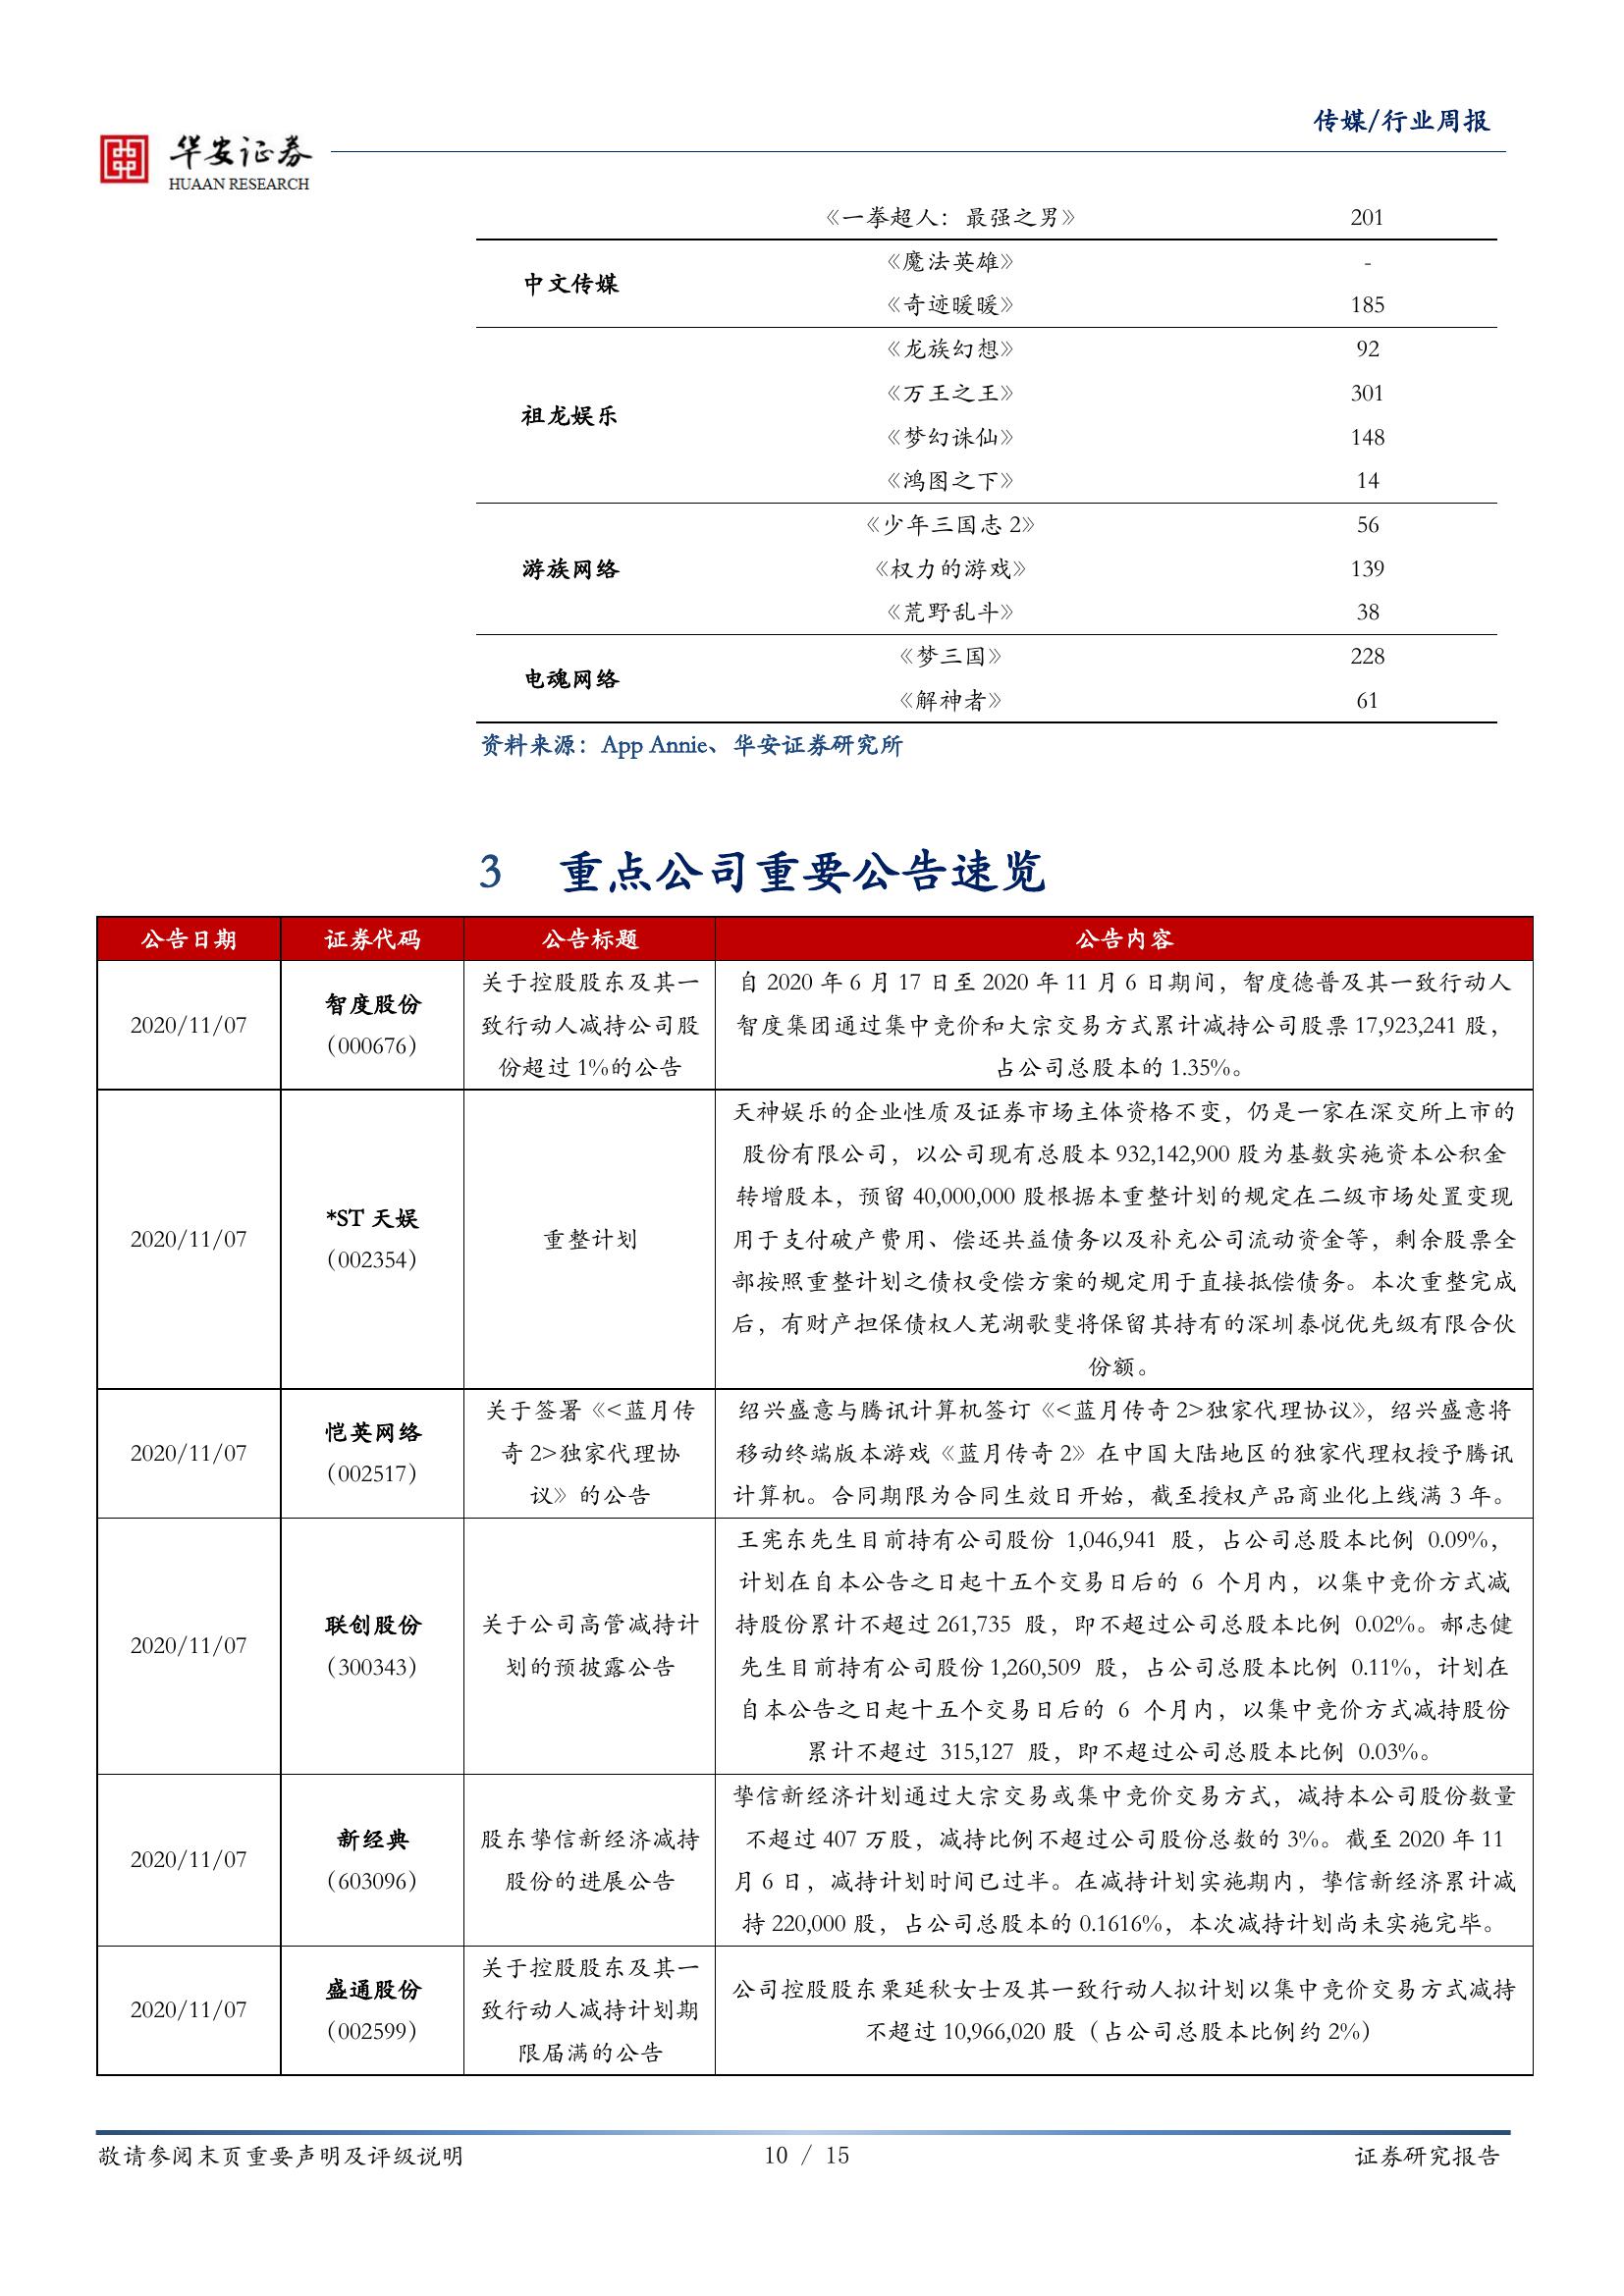 传媒/行业周报
华安证券
HUAAN RESEARCH
《一拳超人：最强之男》 201
中文传媒
《魔法英雄》 -
《奇迹暖暖》 185
祖龙娱乐
《龙族幻想》 92
《万王之王》 301
《梦幻诛仙》 148
《鸿图之下》 14
游族网络
《少年三国志 2》 56
《权力的游戏》 139
《荒野乱斗》 38
电魂网络
《梦三国》 228
《解神者》 61
资料来源：App Annie、华安证券研究所
3 重点公司重要公告速览
公告日期 证券代码 公告标题 公告内容
2020/11/07
智度股份
（000676）
关于控股股东及其一
致行动人减持公司股
份超过 1%的公告
自 2020 年 6 月 17 日至 2020 年 11 月 6 日期间，智度德普及其一致行动人
智度集团通过集中竞价和大宗交易方式累计减持公司股票 17,923,241 股，
占公司总股本的 1.35%。
2020/11/07
*ST 天娱
（002354）
重整计划
天神娱乐的企业性质及证券市场主体资格不变，仍是一家在深交所上市的
股份有限公司，以公司现有总股本 932,142,900 股为基数实施资本公积金
转增股本，预留 40,000,000 股根据本重整计划的规定在二级市场处置变现
用于支付破产费用、偿还共益债务以及补充公司流动资金等，剩余股票全
部按照重整计划之债权受偿方案的规定用于直接抵偿债务。本次重整完成
后，有财产担保债权人芜湖歌斐将保留其持有的深圳泰悦优先级有限合伙
份额。
2020/11/07
恺英网络
（002517）
关于签署《<蓝月传
奇 2>独家代理协
议》的公告
绍兴盛意与腾讯计算机签订《<蓝月传奇 2>独家代理协议》，绍兴盛意将
移动终端版本游戏《蓝月传奇 2》在中国大陆地区的独家代理权授予腾讯
计算机。合同期限为合同生效日开始，截至授权产品商业化上线满 3 年。
2020/11/07
联创股份
（300343）
关于公司高管减持计
划的预披露公告
王宪东先生目前持有公司股份 1,046,941 股，占公司总股本比例 0.09%，
计划在自本公告之日起十五个交易日后的 6 个月内，以集中竞价方式减
持股份累计不超过 261,735 股，即不超过公司总股本比例 0.02%。郝志健
先生目前持有公司股份 1,260,509 股，占公司总股本比例 0.11%，计划在
自本公告之日起十五个交易日后的 6 个月内，以集中竞价方式减持股份
累计不超过 315,127 股，即不超过公司总股本比例 0.03%。
2020/11/07
新经典
（603096）
股东挚信新经济减持
股份的进展公告
挚信新经济计划通过大宗交易或集中竞价交易方式，减持本公司股份数量
不超过 407 万股，减持比例不超过公司股份总数的 3%。截至 2020 年 11
月 6 日，减持计划时间已过半。在减持计划实施期内，挚信新经济累计减
持 220,000 股，占公司总股本的 0.1616%，本次减持计划尚未实施完毕。
2020/11/07
盛通股份
（002599）
关于控股股东及其一
致行动人减持计划期
限届满的公告
公司控股股东栗延秋女士及其一致行动人拟计划以集中竞价交易方式减持
不超过 10,966,020 股（占公司总股本比例约 2%）
敬请参阅末页重要声明及评级说明 10 / 15 证券研究报告